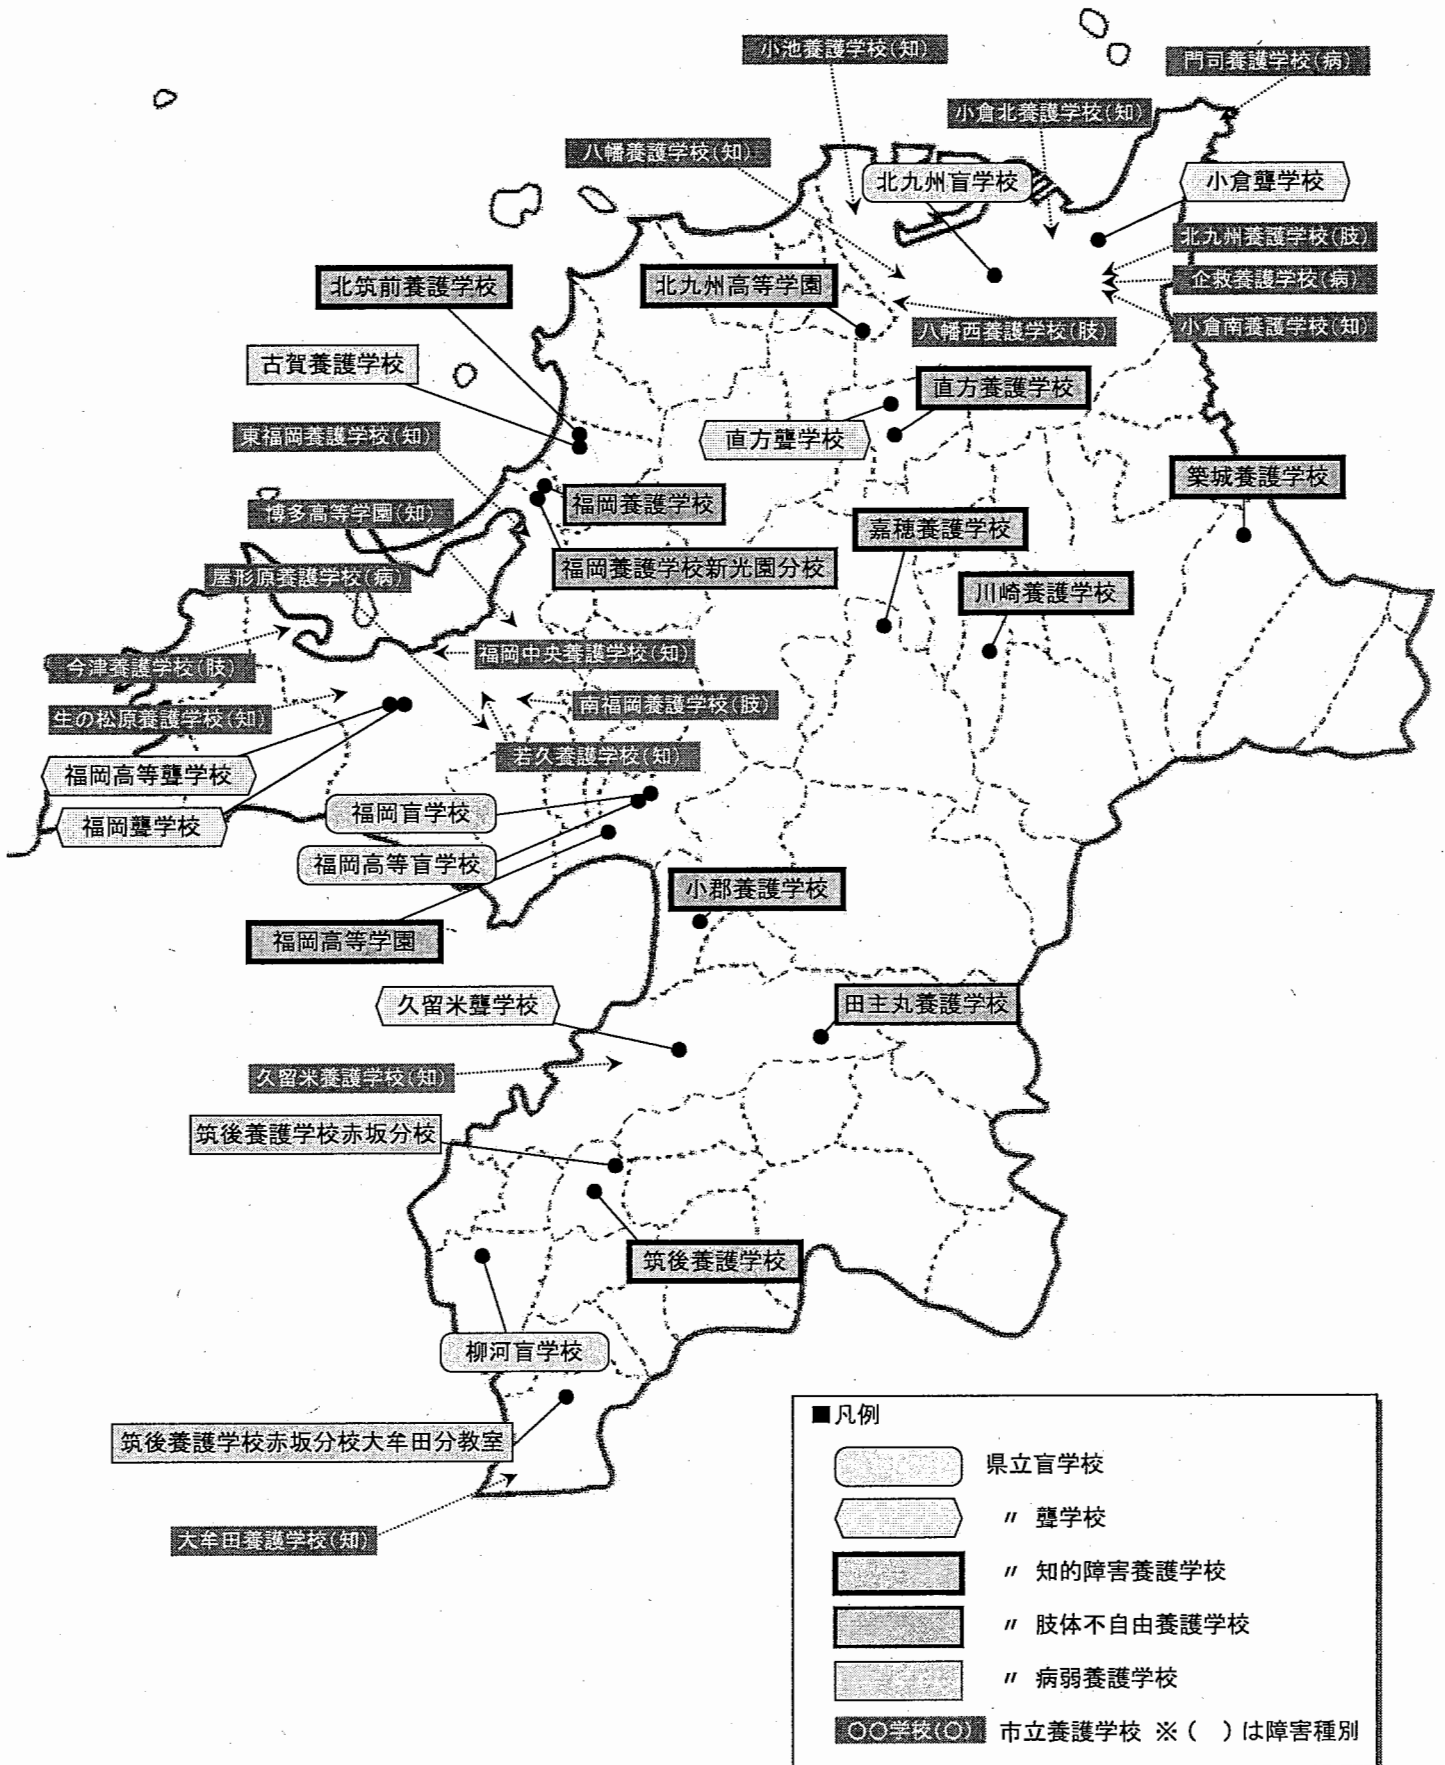 小池養護学校(知)
門司養護学校(病)
小倉北養護学校(知)
八幡養護学校(知)
北九州盲学校
小倉聾学校
北九州養護学校(肢)
企救養護学校(病)
小倉南養護学校(知)
北筑前養護学校
北九州高等学園
八幡西養護学校(肢)
古賀養護学校
直方養護学校
東福岡養護学校(知)
直方聾学校
築城養護学校
博多高等学園(知)
福岡養護学校
嘉穂養護学校
屋形原養護学校(病)
福岡養護学校新光園分校
川崎養護学校
今津養護学校(肢)
福岡中央養護学校(知)
生の松原養護学校(知)
南福岡養護学校(肢)
若久養護学校(知)
福岡高等聾学校
福岡聾学校
福岡盲学校
福岡高等盲学校
小郡養護学校
福岡高等学園
久留米聾学校
田主丸養護学校
久留米養護学校(知)
筑後養護学校赤坂分校
筑後養護学校
柳河盲学校
筑後養護学校赤坂分校大牟田分教室
大牟田養護学校(知)
■凡例
県立盲学校
〃 聾学校
〃 知的障害養護学校
〃 肢体不自由養護学校
〃 病弱養護学校
〇〇学校(〇) 市立養護学校 ※( )は障害種別